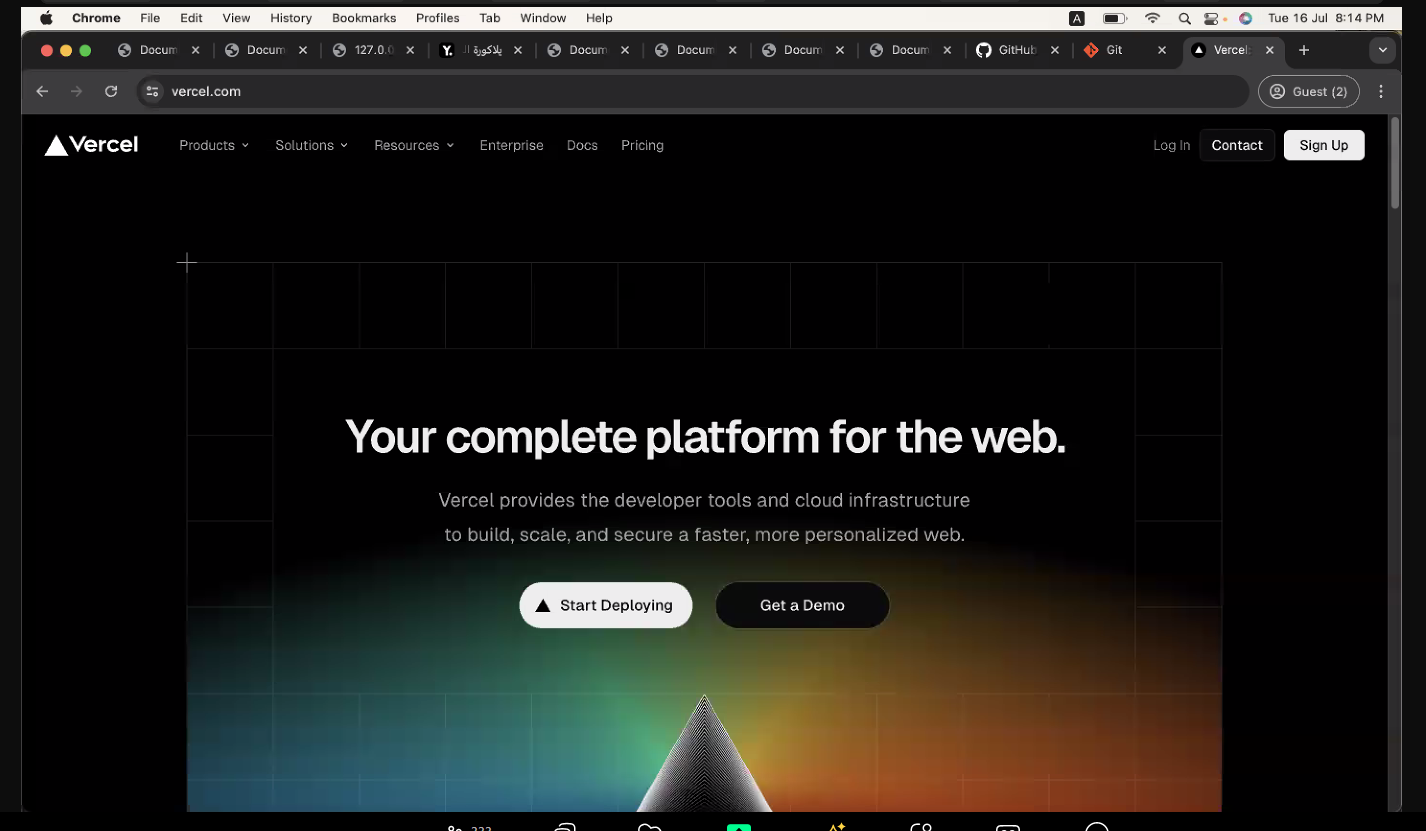 Chrome File Edit View History Bookmarks Profiles Tab Window Help A Tue 16 Jul 8:14 PM
Docum Docum 127.0.0 Y. يلاكورة ال Docum Docum Docum Docum GitHub Git Vercel:
vercel.com Guest (2)
Vercel Products Solutions Resources Enterprise Docs Pricing Log In Contact Sign Up
Your complete platform for the web.
Vercel provides the developer tools and cloud infrastructure
to build, scale, and secure a faster, more personalized web.
Start Deploying Get a Demo